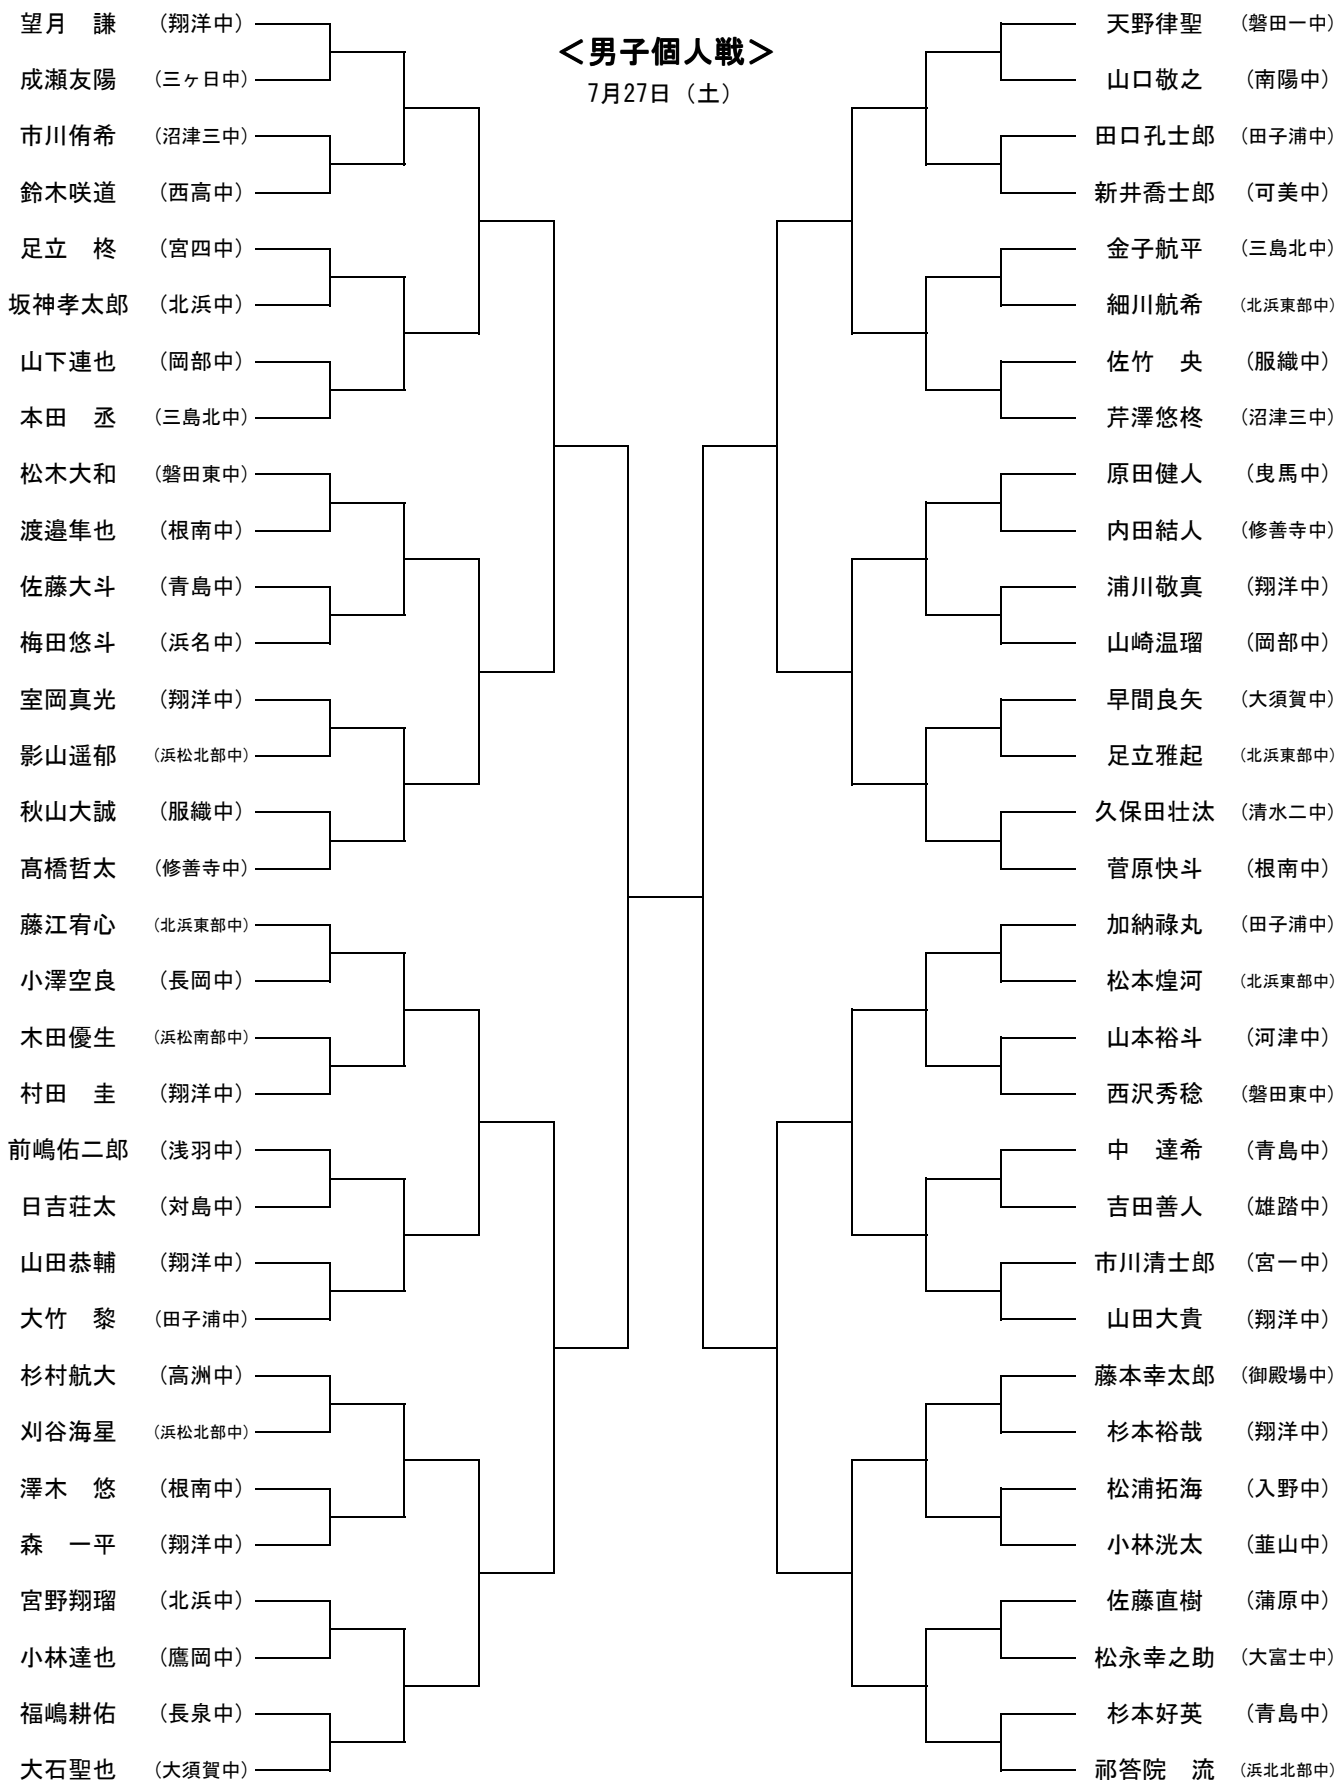 ＜男子個人戦＞
7月27日（土）
望月　謙　（翔洋中）
成瀬友陽　（三ヶ日中）
市川侑希　（沼津三中）
鈴木咲道　（西高中）
足立　柊　（宮四中）
坂神孝太郎　（北浜中）
山下連也　（岡部中）
本田　丞　（三島北中）
松木大和　（磐田東中）
渡邉隼也　（根南中）
佐藤大斗　（青島中）
梅田悠斗　（浜名中）
室岡真光　（翔洋中）
影山遥郁　（浜松北部中）
秋山大誠　（服織中）
髙橋哲太　（修善寺中）
藤江宥心　（北浜東部中）
小澤空良　（長岡中）
木田優生　（浜松南部中）
村田　圭　（翔洋中）
前嶋佑二郎　（浅羽中）
日吉荘太　（対島中）
山田恭輔　（翔洋中）
大竹　黎　（田子浦中）
杉村航大　（高洲中）
刈谷海星　（浜松北部中）
澤木　悠　（根南中）
森　一平　（翔洋中）
宮野翔瑠　（北浜中）
小林達也　（鷹岡中）
福嶋耕佑　（長泉中）
大石聖也　（大須賀中）
天野律聖　（磐田一中）
山口敬之　（南陽中）
田口孔士郎　（田子浦中）
新井喬士郎　（可美中）
金子航平　（三島北中）
細川航希　（北浜東部中）
佐竹　央　（服織中）
芹澤悠柊　（沼津三中）
原田健人　（曳馬中）
内田結人　（修善寺中）
浦川敬真　（翔洋中）
山崎温瑠　（岡部中）
早間良矢　（大須賀中）
足立雅起　（北浜東部中）
久保田壮汰　（清水二中）
菅原快斗　（根南中）
加納祿丸　（田子浦中）
松本煌河　（北浜東部中）
山本裕斗　（河津中）
西沢秀稔　（磐田東中）
中　達希　（青島中）
吉田善人　（雄踏中）
市川清士郎　（宮一中）
山田大貴　（翔洋中）
藤本幸太郎　（御殿場中）
杉本裕哉　（翔洋中）
松浦拓海　（入野中）
小林洸太　（韮山中）
佐藤直樹　（蒲原中）
松永幸之助　（大富士中）
杉本好英　（青島中）
祁答院　流　（浜北北部中）